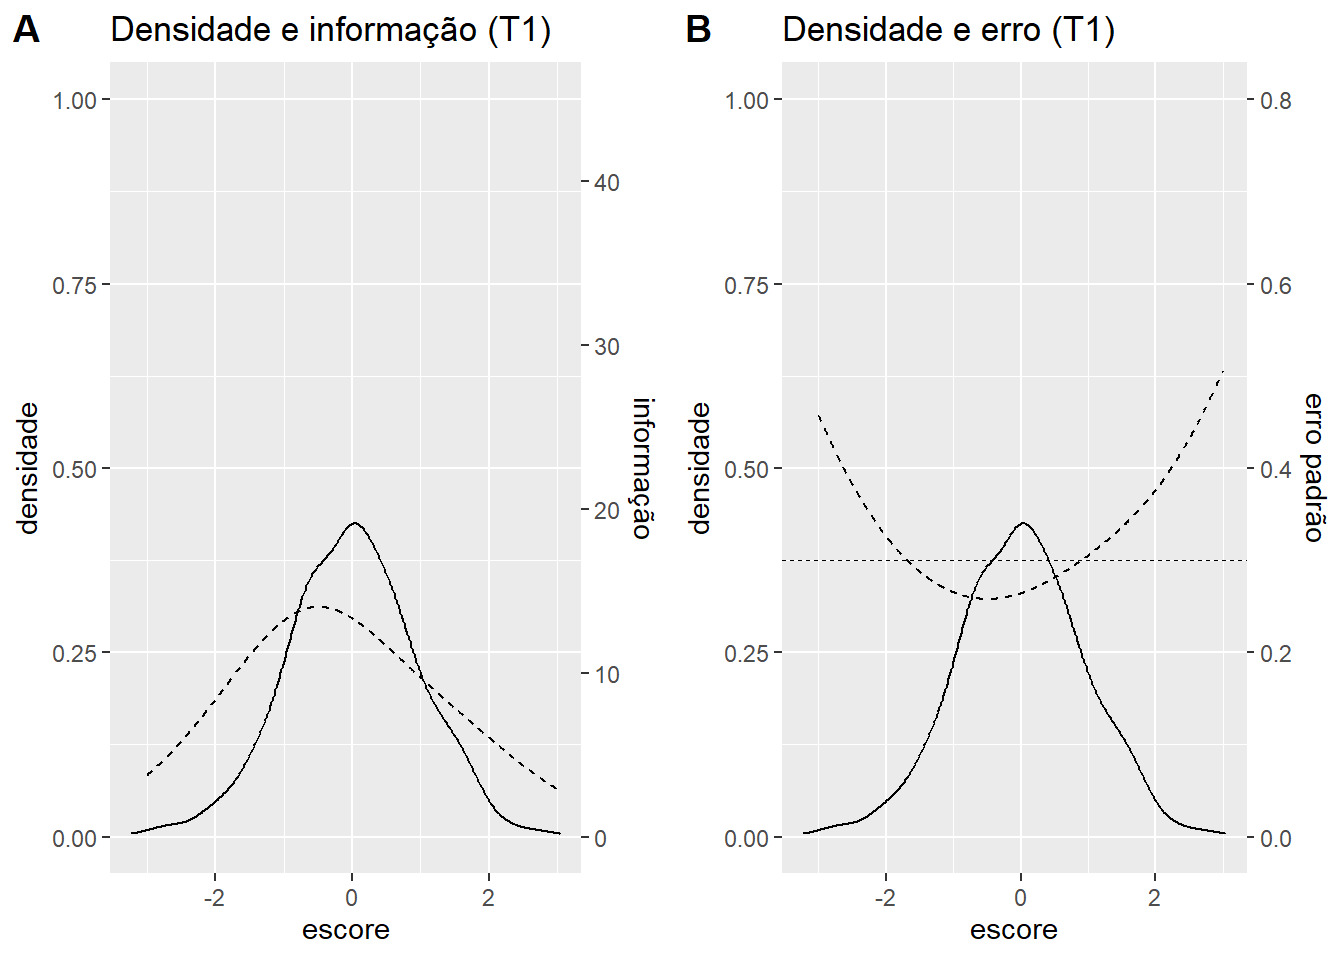 A
Densidade e informação (T1)
1.00
0.75
0.50
0.25
0.00
densidade
40
30
20
10
0
informação
-2
0
2
escore
B
Densidade e erro (T1)
1.00
0.75
0.50
0.25
0.00
densidade
0.8
0.6
0.4
0.2
0.0
erro padrão
-2
0
2
escore